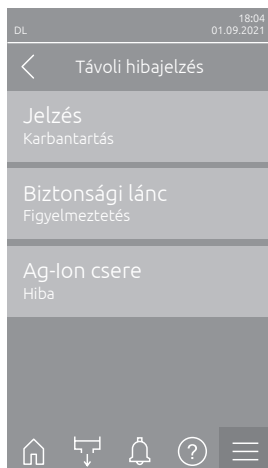 18:04
DL 01.09.2021
Távoli hibajelzés
Jelzés
Karbantartás
Biztonsági lánc
Figyelmeztetés
Ag-Ion csere
Hiba
?